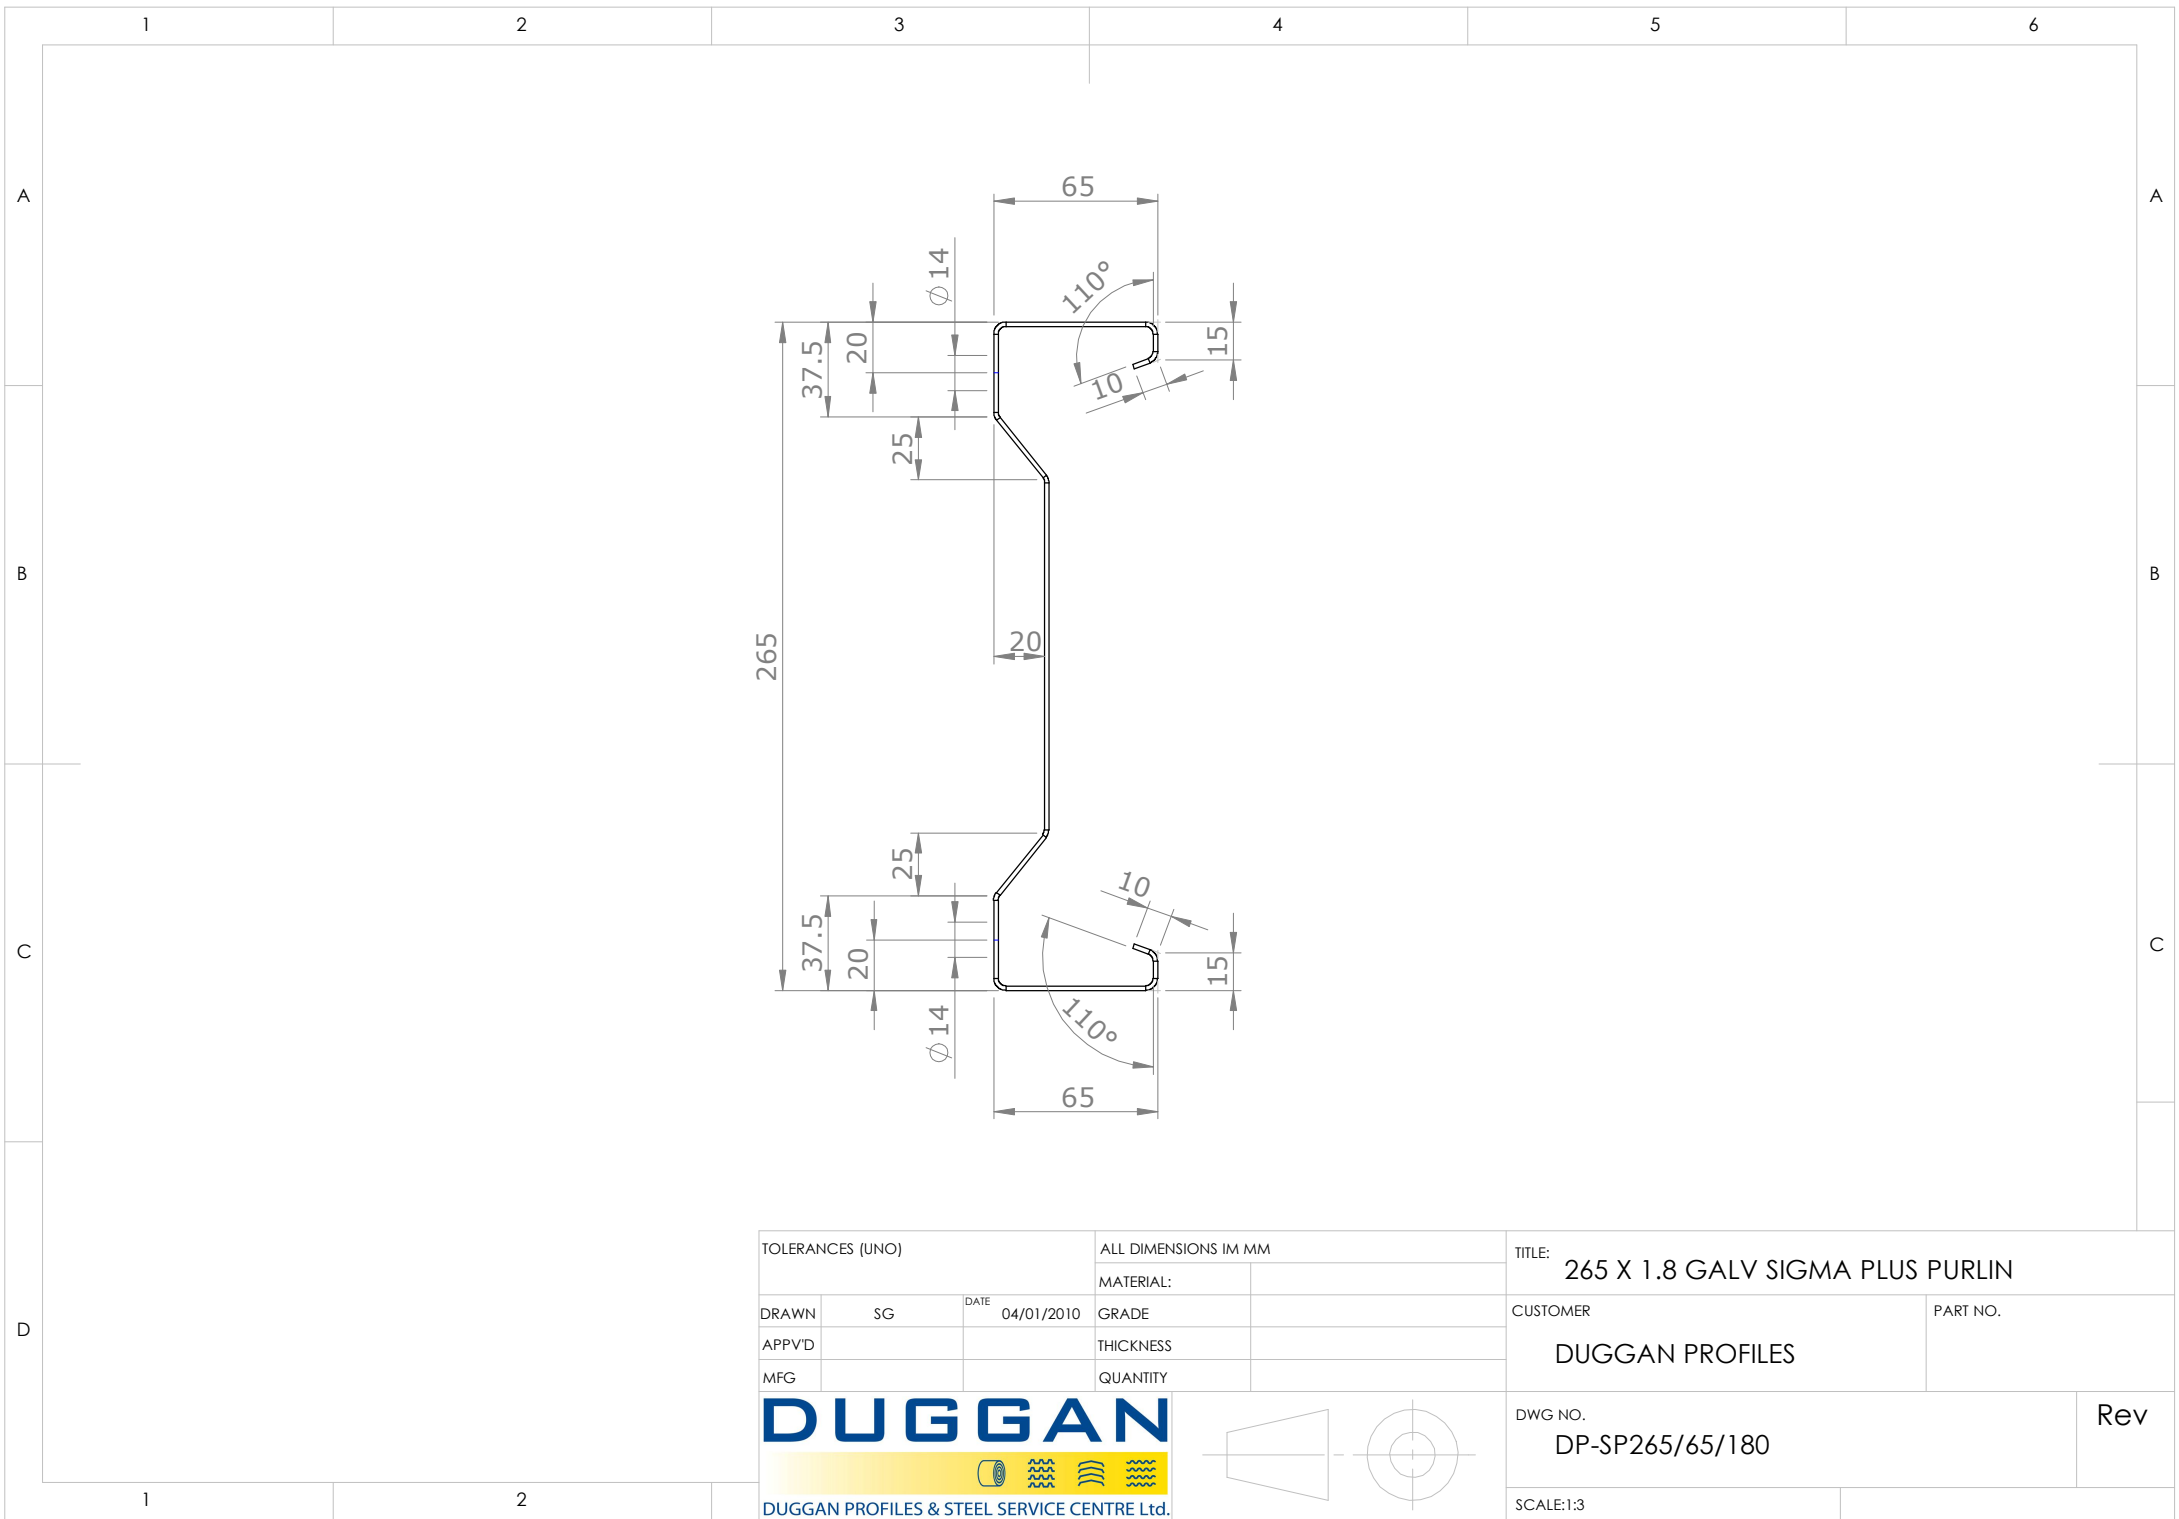 1 2 3 4 5 6
A A
65
⌀ 14
110°
20
37.5
15
10
25
B B
20
265
25
10
37.5
20
C C
15
⌀ 14
110°
65
TOLERANCES (UNO)
ALL DIMENSIONS IM MM
TITLE: 265 X 1.8 GALV SIGMA PLUS PURLIN
MATERIAL:
D
DRAWN SG DATE 04/01/2010 GRADE
CUSTOMER
DUGGAN PROFILES
PART NO.
APPV'D THICKNESS
MFG QUANTITY
DUGGAN
DUGGAN PROFILES & STEEL SERVICE CENTRE Ltd.
DWG NO.
DP-SP265/65/180
Rev
SCALE:1:3
1 2